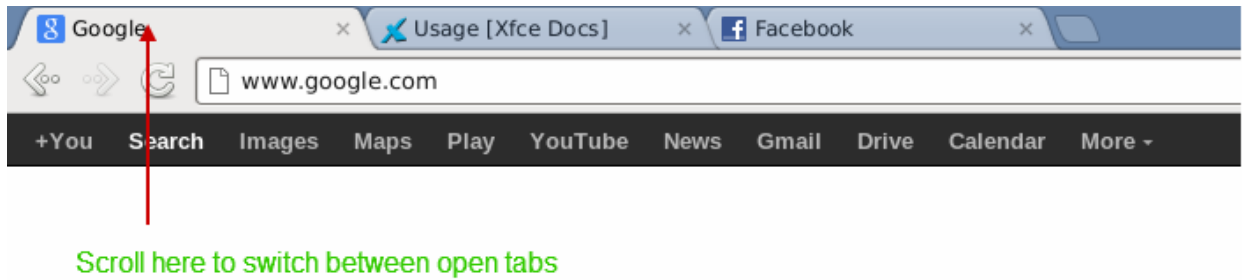 Google Usage [Xfce Docs] Facebook
www.google.com
+You Search Images Maps Play YouTube News Gmail Drive Calendar More
Scroll here to switch between open tabs